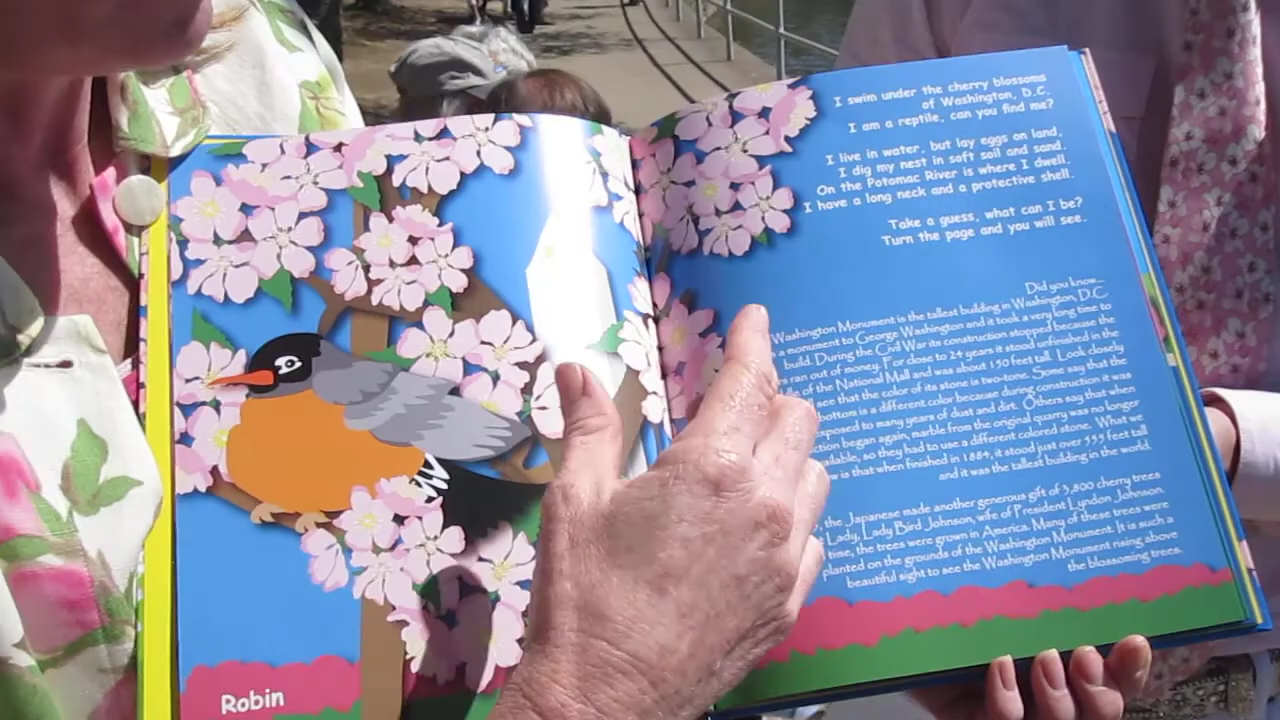 Robin
I swim under the cherry blossoms
of Washington, D.C.
I am a reptile, can you find me?
I live in water, but lay eggs on land,
I dig my nest in soft soil and sand.
On the Potomac River is where I dwell.
I have a long neck and a protective shell.
Take a guess, what can I be?
Turn the page and you will see.
Did you know...
Washington Monument is the tallest building in Washington, D.C.
a monument to George Washington and it took a very long time to
build. During the Civil War its construction stopped because the
ran out of money. For close to 24 years it stood unfinished in the
of the National Mall and was about 150 feet tall. Look closely
see that the color of its stone is two-tone. Some say that the
bottom is a different color because during construction it was
exposed to many years of dust and dirt. Others say that when
began again, marble from the original quarry was no longer
so they had to use a different colored stone. What we
is that when finished in 1884, it stood just over 555 feet tall
and it was the tallest building in the world.
the Japanese made another generous gift of 3,800 cherry trees
Lady, Lady Bird Johnson, wife of President Lyndon Johnson.
time, the trees were grown in America. Many of these trees were
planted on the grounds of the Washington Monument. It is such a
beautiful sight to see the Washington Monument rising above
the blossoming trees.